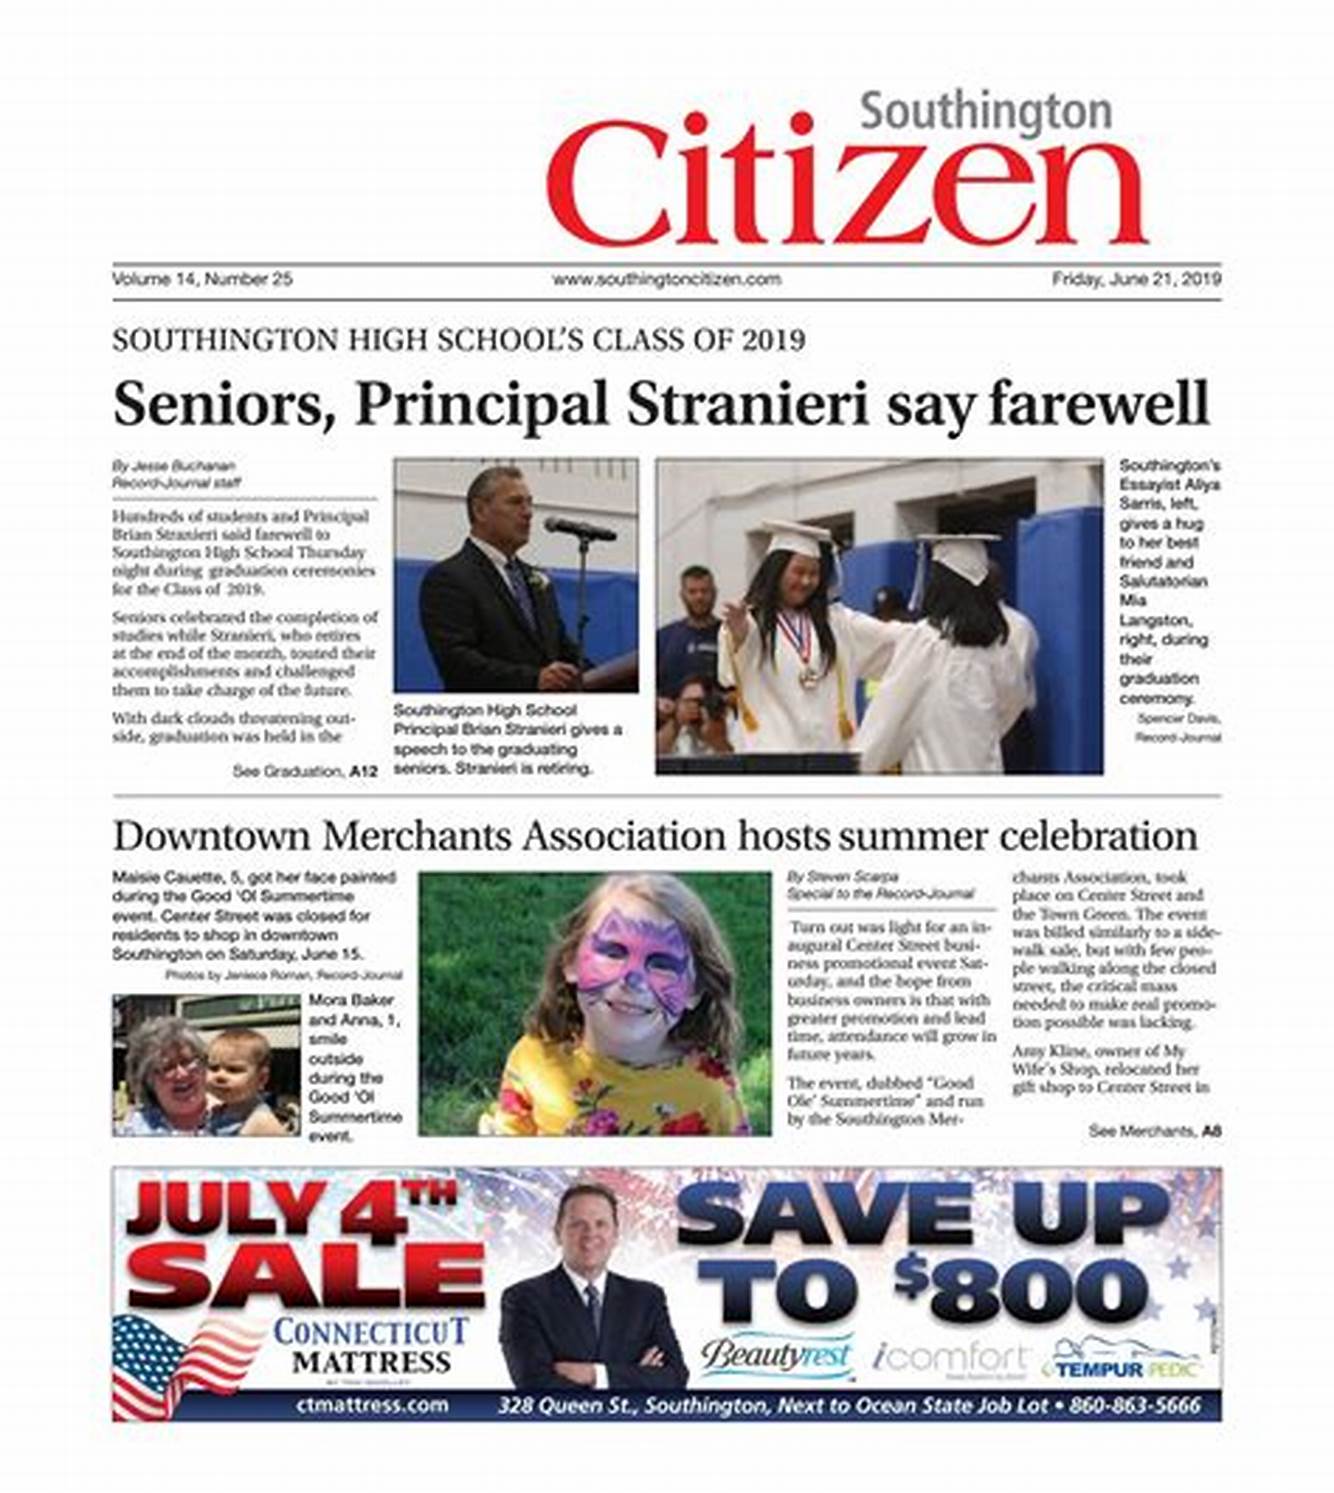 Southington
Citizen
Volume 14, Number 25
www.southingtoncitizen.com
Friday, June 21, 2019
SOUTHINGTON HIGH SCHOOL'S CLASS OF 2019
Seniors, Principal Stranieri say farewell
By Jesse Buchanan
Record-Journal staff
Hundreds of students and Principal
Brian Stranieri said farewell to
Southington High School Thursday
night during graduation ceremonies
for the Class of 2019.
Seniors celebrated the completion of
studies while Stranieri, who retires
at the end of the month, touted their
accomplishments and challenged
them to take charge of the future.
With dark clouds threatening out-
side, graduation was held in the
See Graduation, A12
Southington High School
Principal Brian Stranieri gives a
speech to the graduating
seniors. Stranieri is retiring.
Southington's
Essayist Aliya
Sarris, left,
gives a hug
to her best
friend and
Salutatorian
Mia
Langston,
right, during
their
graduation
ceremony.
Spencer Davis,
Record-Journal
Downtown Merchants Association hosts summer celebration
Maisie Cauette, 5, got her face painted
during the Good 'Ol Summertime
event. Center Street was closed for
residents to shop in downtown
Southington on Saturday, June 15.
Photos by Janiece Roman, Record-Journal
Mora Baker
and Anna, 1,
smile
outside
during the
Good 'Ol
Summertime
event.
By Steven Scarpa
Special to the Record-Journal
Turn out was light for an in-
augural Center Street busi-
ness promotional event Sat-
urday, and the hope from
business owners is that with
greater promotion and lead
time, attendance will grow in
future years.
The event, dubbed "Good
Ole' Summertime" and run
by the Southington Mer-
chants Association, took
place on Center Street and
the Town Green. The event
was billed similarly to a side-
walk sale, but with few peo-
ple walking along the closed
street, the critical mass
needed to make real promo-
tion possible was lacking.
Amy Kline, owner of My
Wife's Shop, relocated her
gift shop to Center Street in
See Merchants, A8
JULY 4TH
SALE
CONNECTICUT
MATTRESS
SAVE UP
TO $800
Beautyrest
icomfort
TEMPUR PEDIC
ctmattress.com
328 Queen St., Southington, Next to Ocean State Job Lot • 860-863-5666